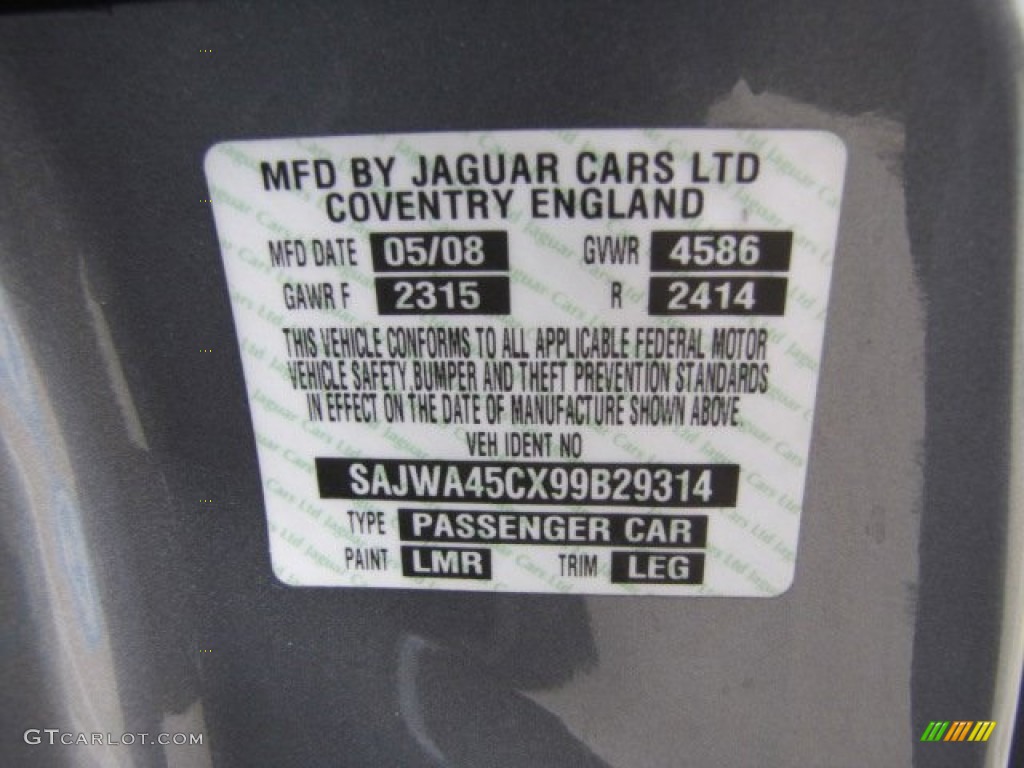 MFD BY JAGUAR CARS LTD
COVENTRY ENGLAND
MFD DATE 05/08 GVWR 4586
GAWR F 2315 R 2414
THIS VEHICLE CONFORMS TO ALL APPLICABLE FEDERAL MOTOR
VEHICLE SAFETY,BUMPER AND THEFT PREVENTION STANDARDS
IN EFFECT ON THE DATE OF MANUFACTURE SHOWN ABOVE.
VEH IDENT NO
SAJWA45CX99B29314
TYPE PASSENGER CAR
PAINT LMR TRIM LEG
GTCARLOT.COM